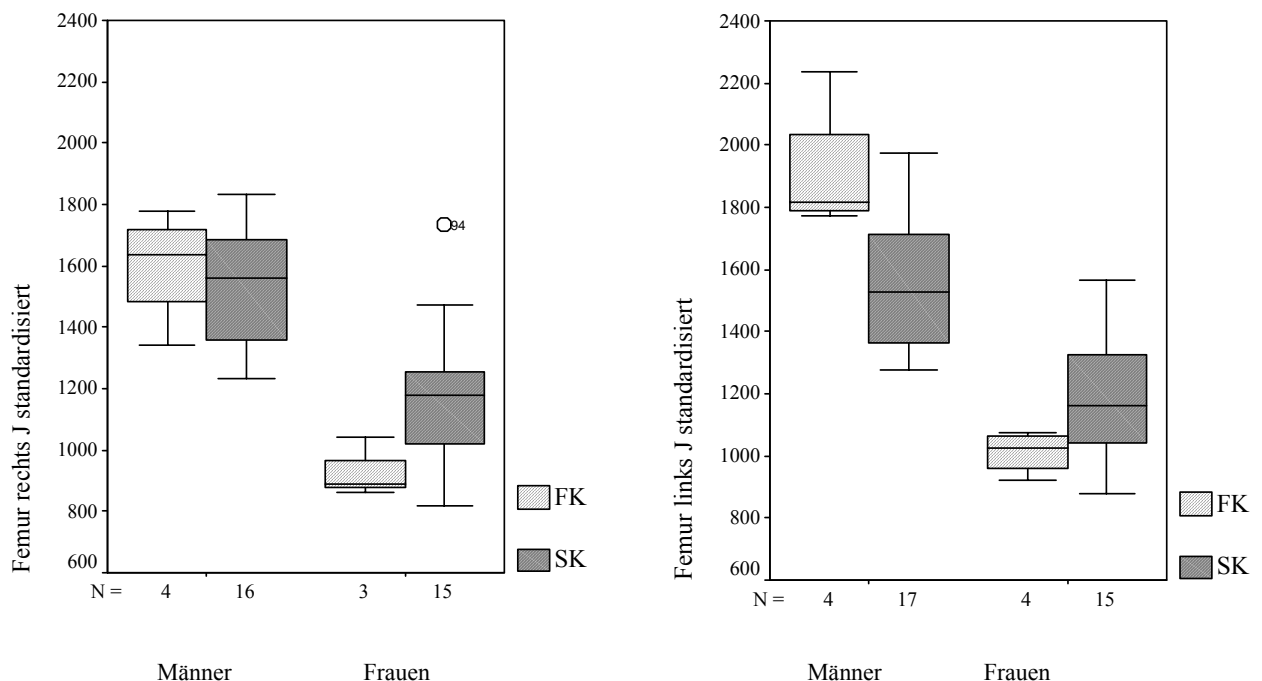 Femur rechts J standardisiert
2400
2200
2000
1800
1600
1400
1200
1000
800
600
94
N = 4 16 3 15
Männer Frauen
FK
SK
Femur links J standardisiert
2400
2200
2000
1800
1600
1400
1200
1000
800
600
N = 4 17 4 15
Männer Frauen
FK
SK